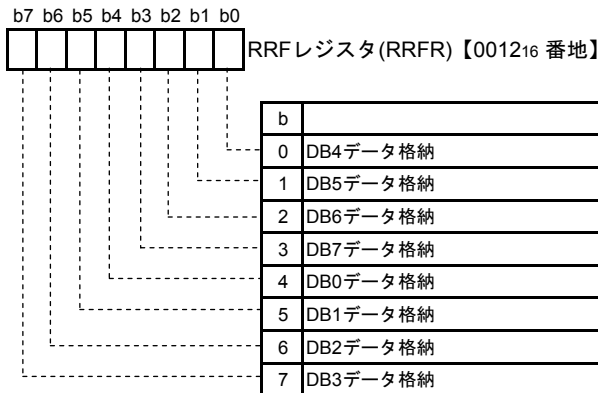 b7 b6 b5 b4 b3 b2 b1 b0
RRFレジスタ(RRFR)【001216 番地】
b
0 DB4データ格納
1 DB5データ格納
2 DB6データ格納
3 DB7データ格納
4 DB0データ格納
5 DB1データ格納
6 DB2データ格納
7 DB3データ格納